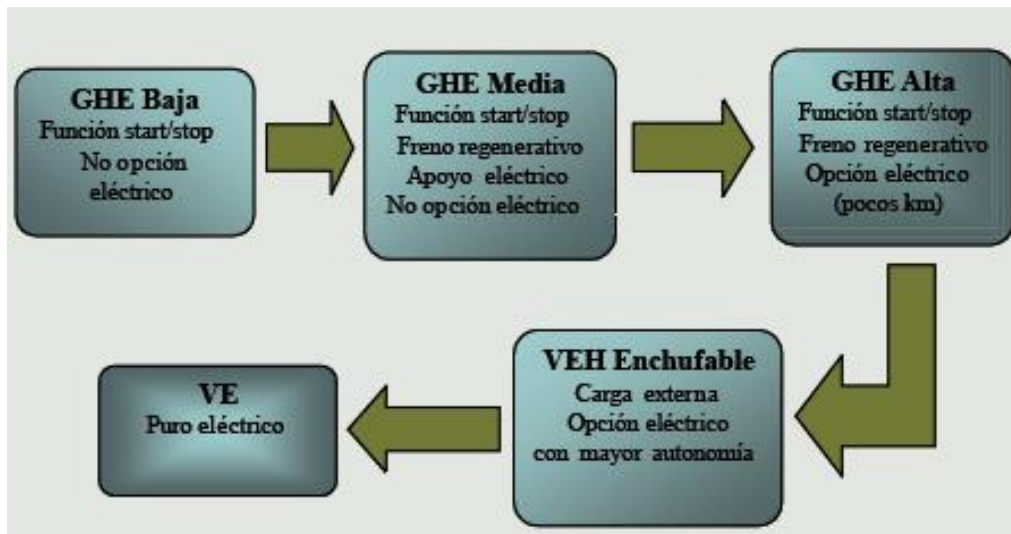 GHE Baja
Función start/stop
No opción
eléctrico
GHE Media
Función start/stop
Freno regenerativo
Apoyo eléctrico
No opción eléctrico
GHE Alta
Función start/stop
Freno regenerativo
Opción eléctrico
(pocos km)
VEH Enchufable
Carga externa
Opción eléctrico
con mayor autonomía
VE
Puro eléctrico